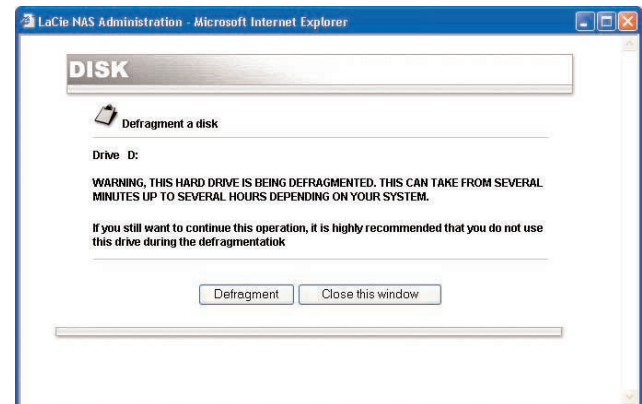 LaCie NAS Administration - Microsoft Internet Explorer
DISK
Defragment a disk
Drive D:
WARNING, THIS HARD DRIVE IS BEING DEFRAGMENTED. THIS CAN TAKE FROM SEVERAL
MINUTES UP TO SEVERAL HOURS DEPENDING ON YOUR SYSTEM.
If you still want to continue this operation, it is highly recommended that you do not use
this drive during the defragmentatiok
Defragment Close this window